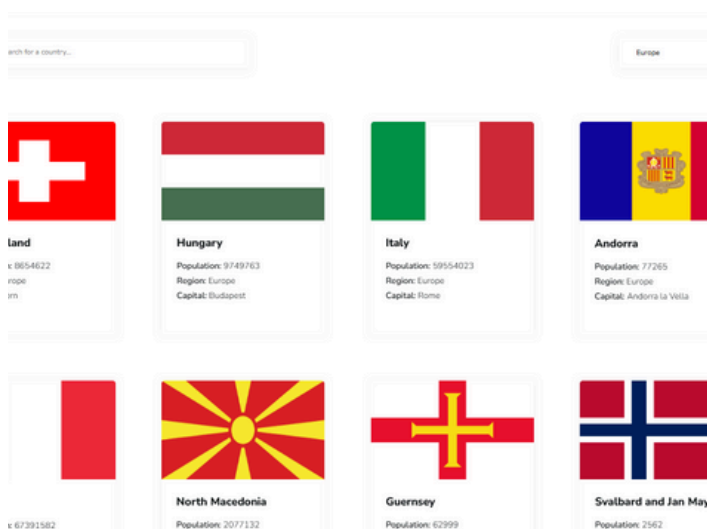 arch for a country...
Europe
land
n: 8654622
rope
ern
Hungary
Population: 9749763
Region: Europe
Capital: Budapest
Italy
Population: 59554023
Region: Europe
Capital: Rome
Andorra
Population: 77265
Region: Europe
Capital: Andorra la Vella
n: 67391582
North Macedonia
Population: 2077132
Guernsey
Population: 62999
Svalbard and Jan May
Population: 2562